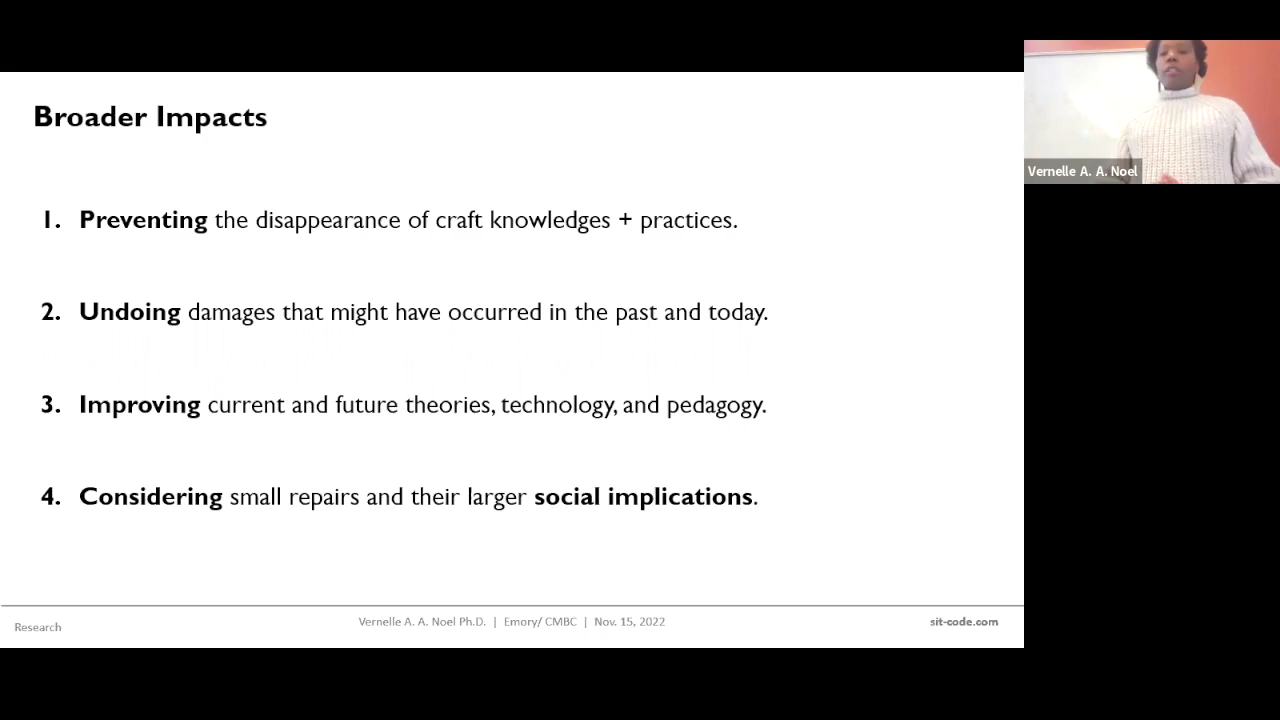 Broader Impacts
1. Preventing the disappearance of craft knowledges + practices.
2. Undoing damages that might have occurred in the past and today.
3. Improving current and future theories, technology, and pedagogy.
4. Considering small repairs and their larger social implications.
Research
Vernelle A. A. Noel Ph.D. | Emory/ CMBC | Nov. 15, 2022
sit-code.com
Vernelle A. A. Noel